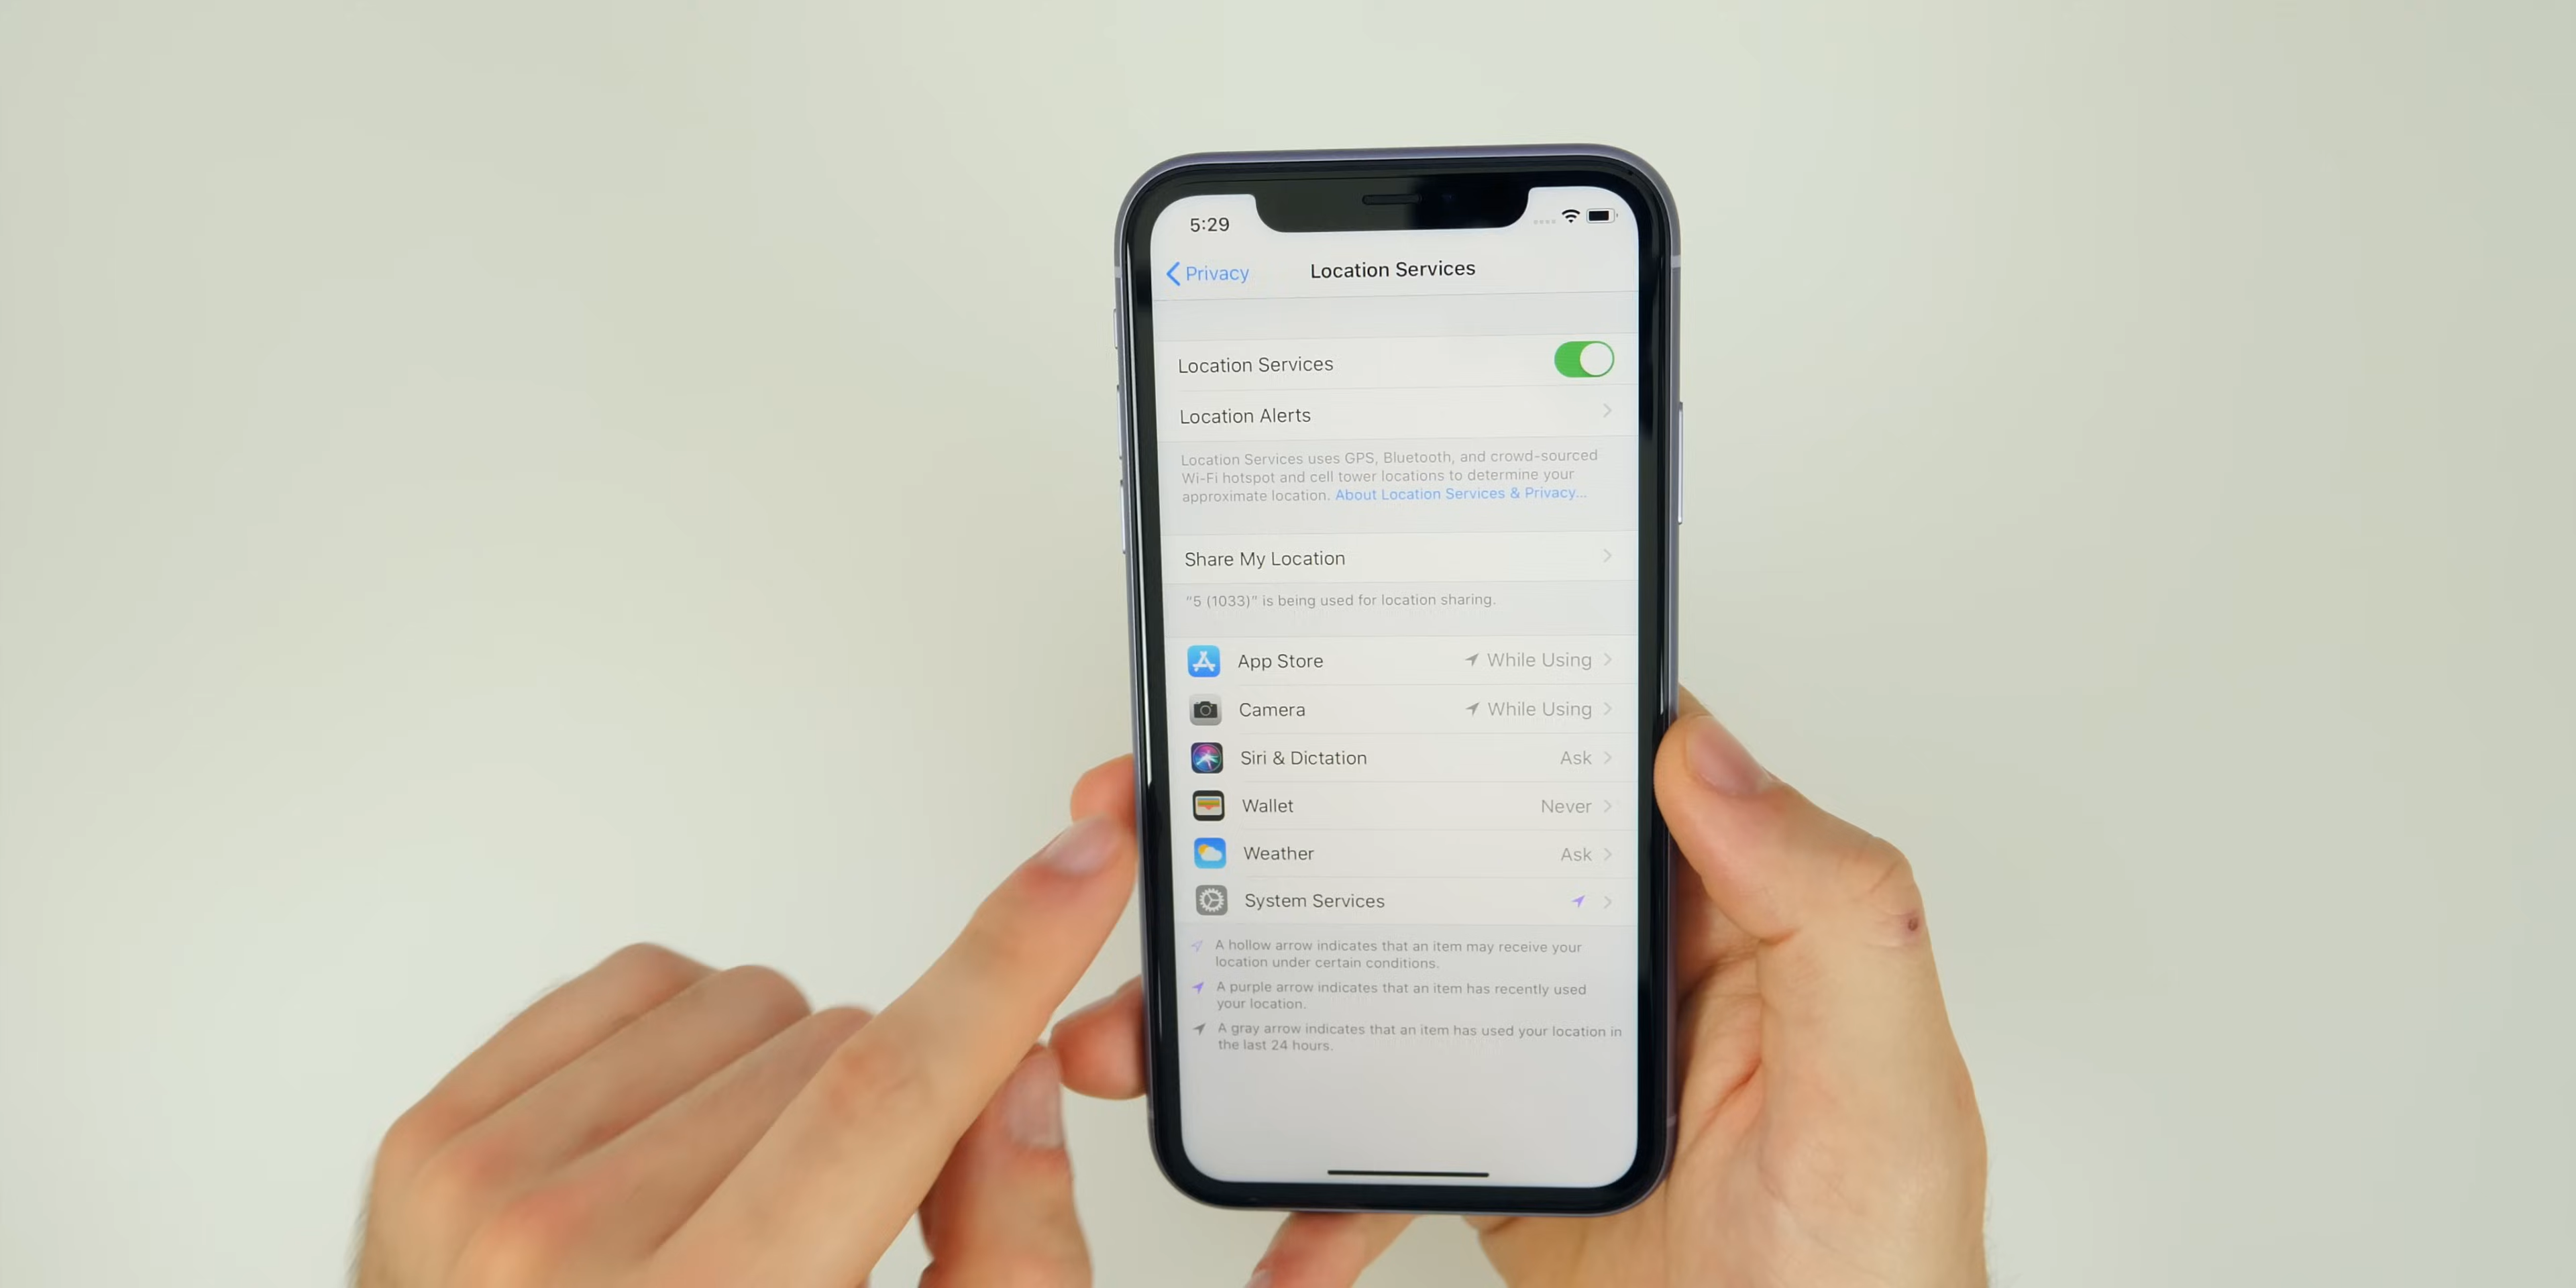 5:29
Privacy
Location Services
Location Services
Location Alerts
Location Services uses GPS, Bluetooth, and crowd-sourced
Wi-Fi hotspot and cell tower locations to determine your
approximate location. About Location Services & Privacy...
Share My Location
"5 (1033)" is being used for location sharing.
App Store While Using
Camera While Using
Siri & Dictation Ask
Wallet Never
Weather Ask
System Services
A hollow arrow indicates that an item may receive your
location under certain conditions.
A purple arrow indicates that an item has recently used
your location.
A gray arrow indicates that an item has used your location in
the last 24 hours.